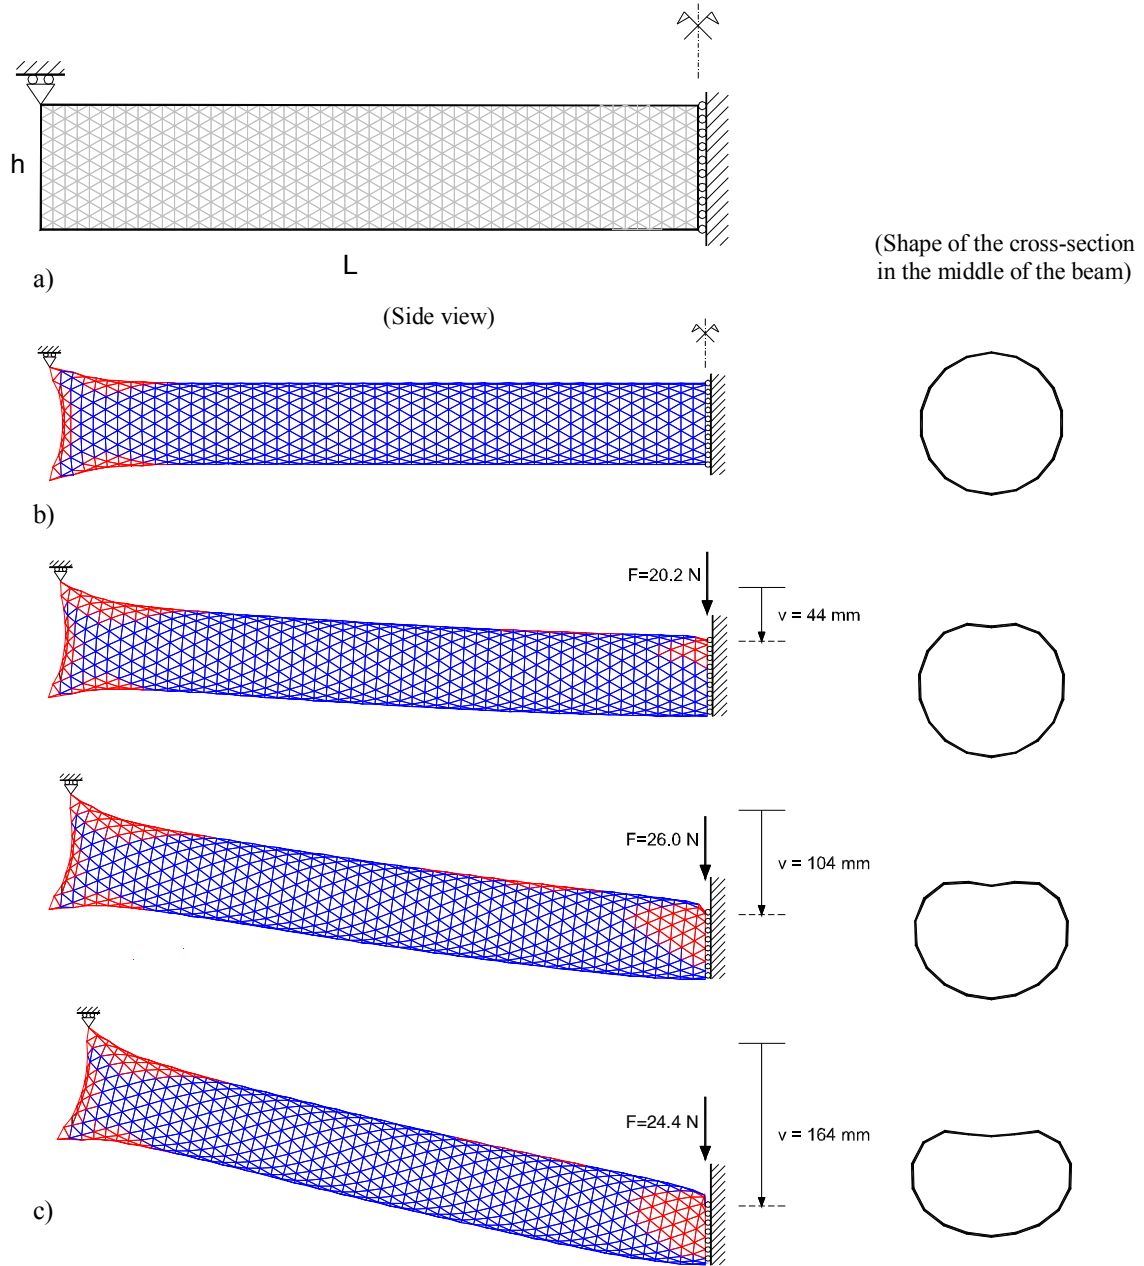 h
L
a)
(Shape of the cross-section
in the middle of the beam)
(Side view)
b)
F=20.2 N
v = 44 mm
F=26.0 N
v = 104 mm
F=24.4 N
v = 164 mm
c)